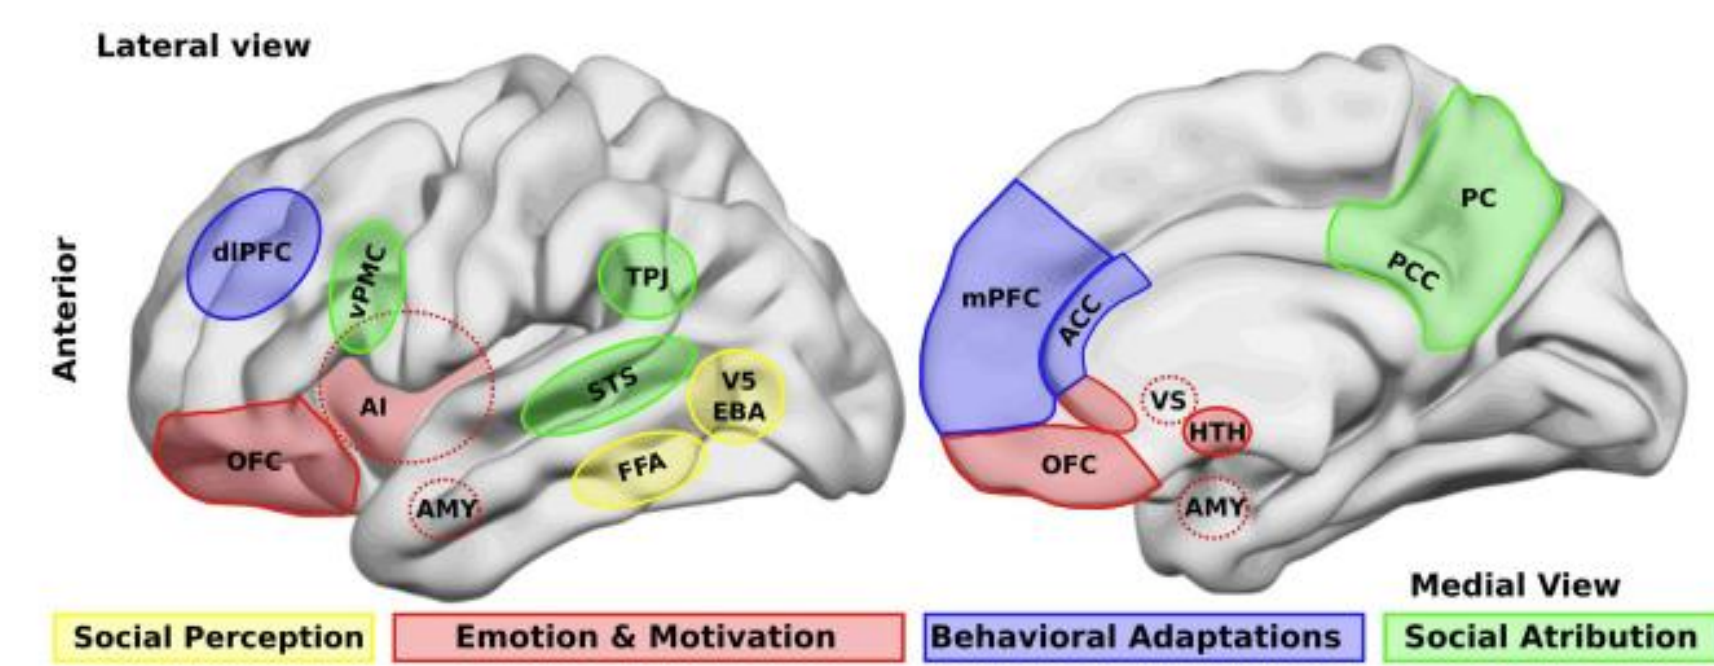 Lateral view
Anterior
dlPFC
vPMC
TPJ
AI
STS
V5
EBA
OFC
FFA
AMY
PC
PCC
mPFC
ACC
VS
HTH
OFC
AMY
Medial View
Social Perception
Emotion & Motivation
Behavioral Adaptations
Social Atribution